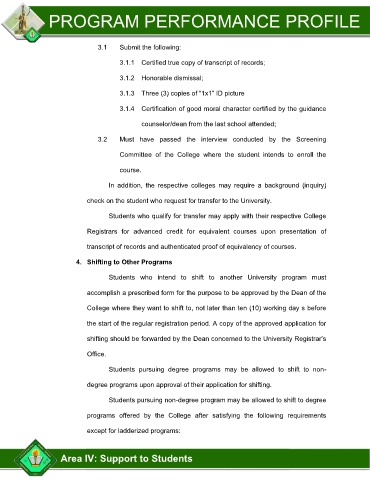 PROGRAM PERFORMANCE PROFILE
3.1 Submit the following:
3.1.1 Certified true copy of transcript of records;
3.1.2 Honorable dismissal;
3.1.3 Three (3) copies of "1x1" ID picture
3.1.4 Certification of good moral character certified by the guidance
counselor/dean from the last school attended;
3.2 Must have passed the interview conducted by the Screening
Committee of the College where the student intends to enroll the
course.
In addition, the respective colleges may require a background (inquiry)
check on the student who request for transfer to the University.
Students who qualify for transfer may apply with their respective College
Registrars for advanced credit for equivalent courses upon presentation of
transcript of records and authenticated proof of equivalency of courses.
4. Shifting to Other Programs
Students who intend to shift to another University program must
accomplish a prescribed form for the purpose to be approved by the Dean of the
College where they want to shift to, not later than ten (10) working day s before
the start of the regular registration period. A copy of the approved application for
shifting should be forwarded by the Dean concerned to the University Registrar's
Office.
Students pursuing degree programs may be allowed to shift to non-
degree programs upon approval of their application for shifting.
Students pursuing non-degree program may be allowed to shift to degree
programs offered by the College after satisfying the following requirements
except for ladderized programs:
Area IV: Support to Students